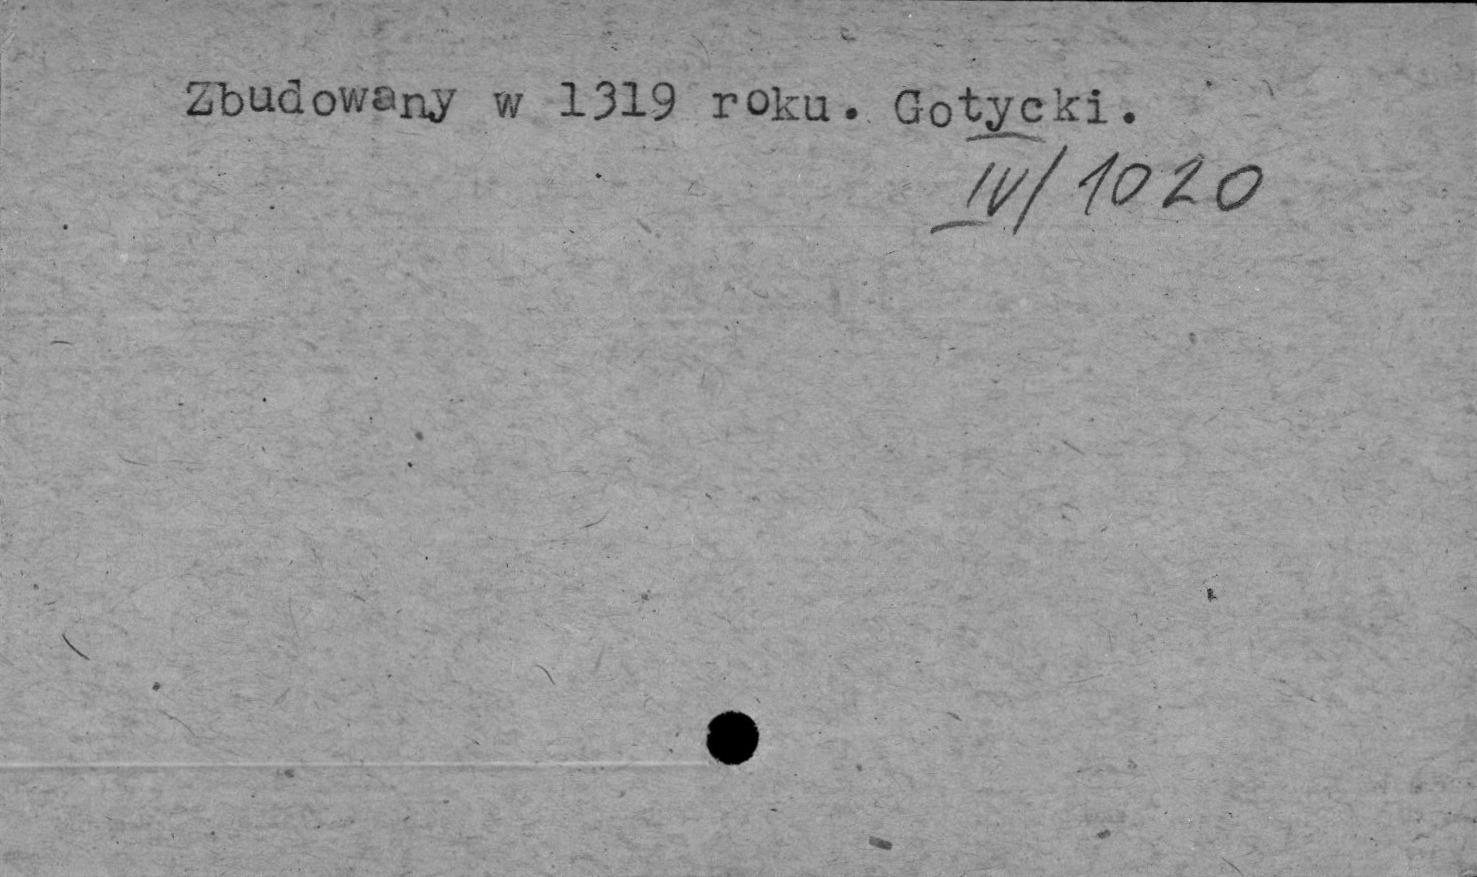 Zbudowany w 1319 roku. Gotycki.
IV/1020